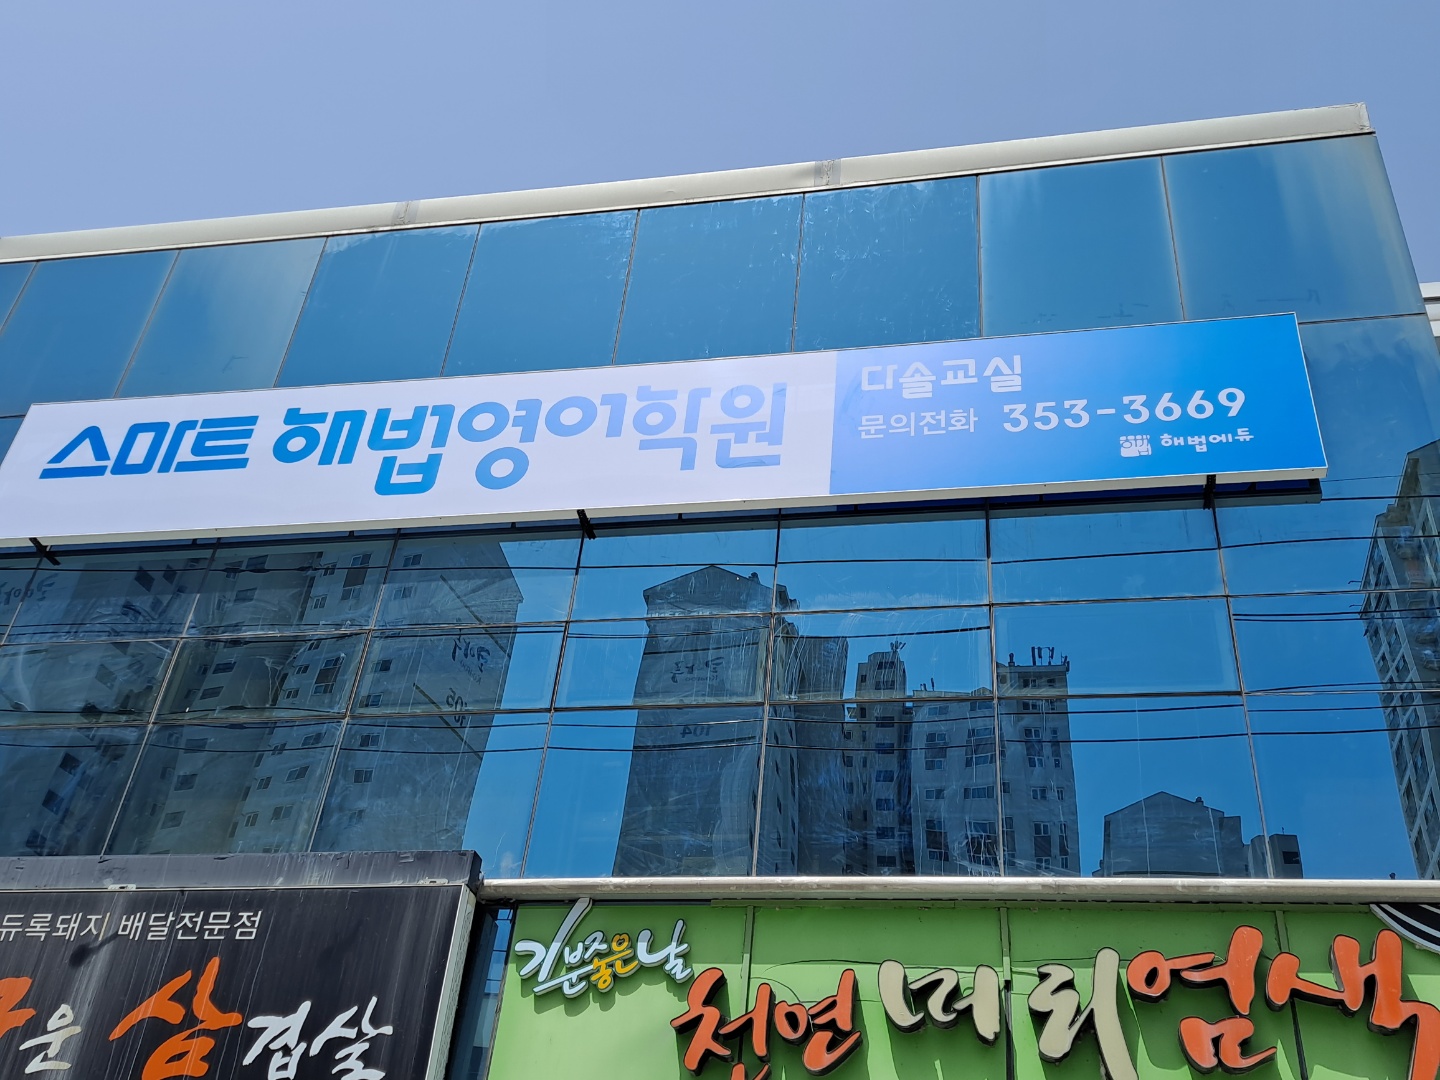 스마트 해법영어학원
다솔교실
문의전화 353-3669
해법에듀
듀록돼지 배달전문점
운 삼겹살
기분좋은날
천연머리염색
104